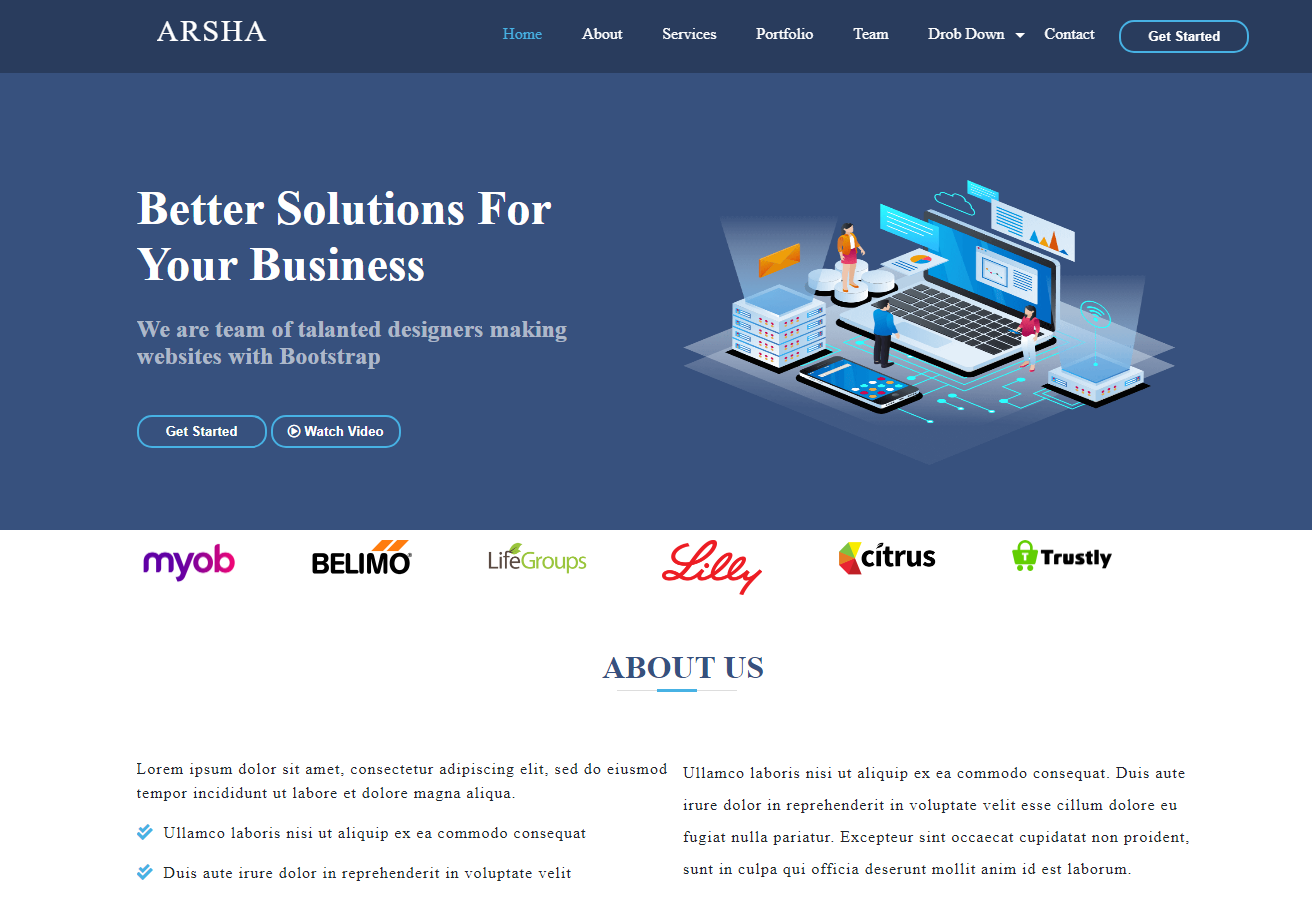 ARSHA
Home About Services Portfolio Team Drob Down Contact Get Started
Better Solutions For
Your Business
We are team of talanted designers making
websites with Bootstrap
Get Started Watch Video
myob BELIMO LifeGroups Lilly citrus Trustly
ABOUT US
Lorem ipsum dolor sit amet, consectetur adipiscing elit, sed do eiusmod
tempor incididunt ut labore et dolore magna aliqua.
Ullamco laboris nisi ut aliquip ex ea commodo consequat
Duis aute irure dolor in reprehenderit in voluptate velit
Ullamco laboris nisi ut aliquip ex ea commodo consequat. Duis aute
irure dolor in reprehenderit in voluptate velit esse cillum dolore eu
fugiat nulla pariatur. Excepteur sint occaecat cupidatat non proident,
sunt in culpa qui officia deserunt mollit anim id est laborum.